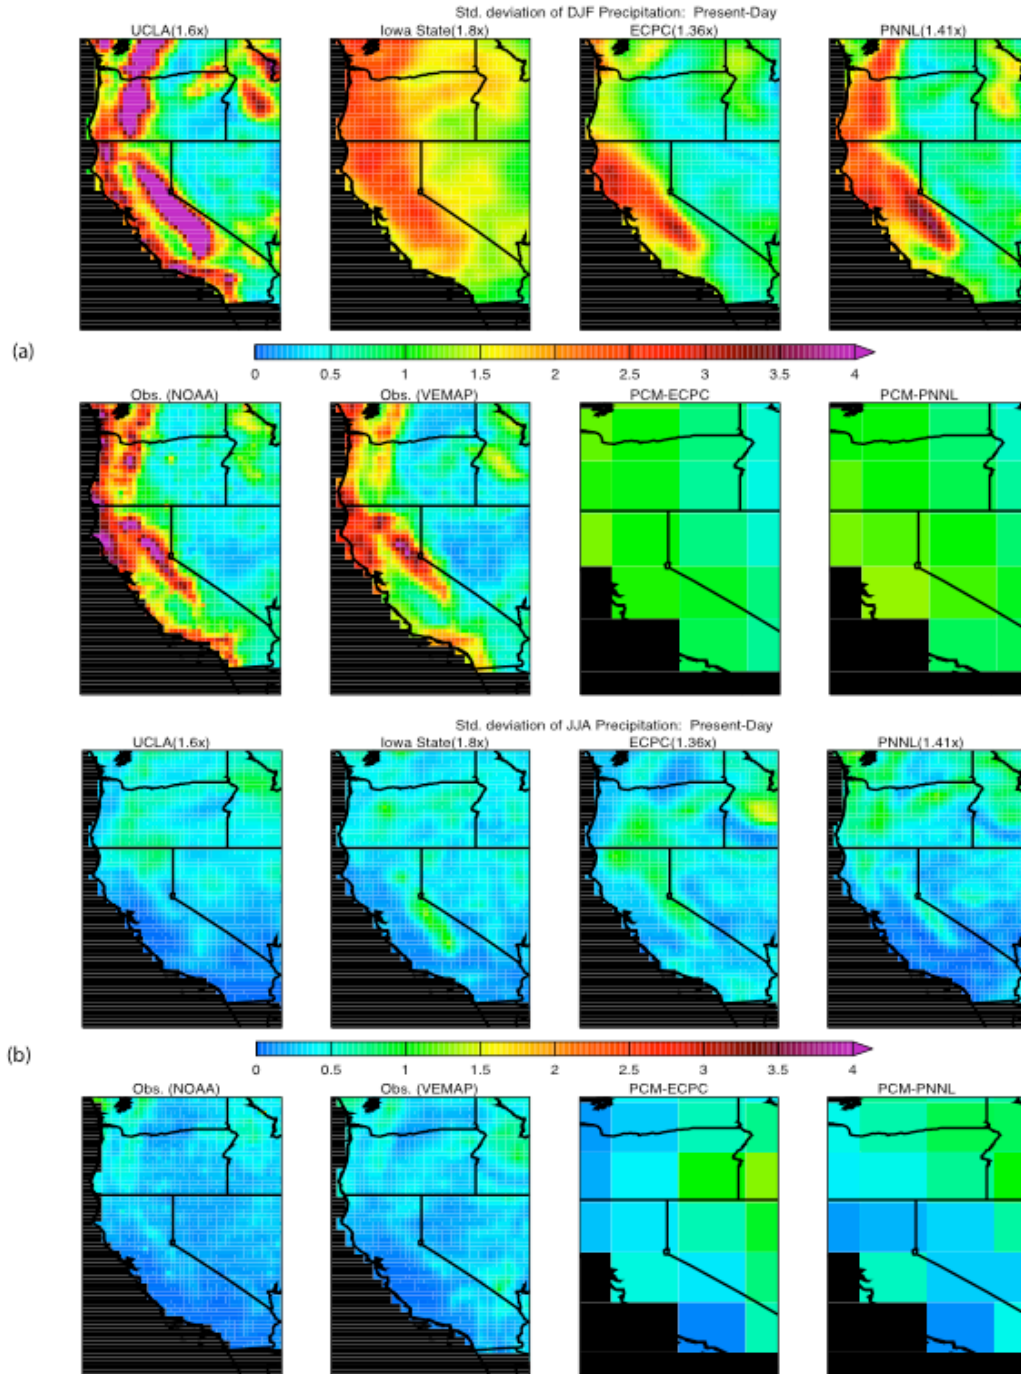 Std. deviation of DJF Precipitation: Present-Day
UCLA(1.6x) Iowa State(1.8x) ECPC(1.36x) PNNL(1.41x)
(a)
0 0.5 1 1.5 2 2.5 3 3.5 4
Obs. (NOAA) Obs. (VEMAP) PCM-ECPC PCM-PNNL
Std. deviation of JJA Precipitation: Present-Day
UCLA(1.6x) Iowa State(1.8x) ECPC(1.36x) PNNL(1.41x)
(b)
0 0.5 1 1.5 2 2.5 3 3.5 4
Obs. (NOAA) Obs. (VEMAP) PCM-ECPC PCM-PNNL